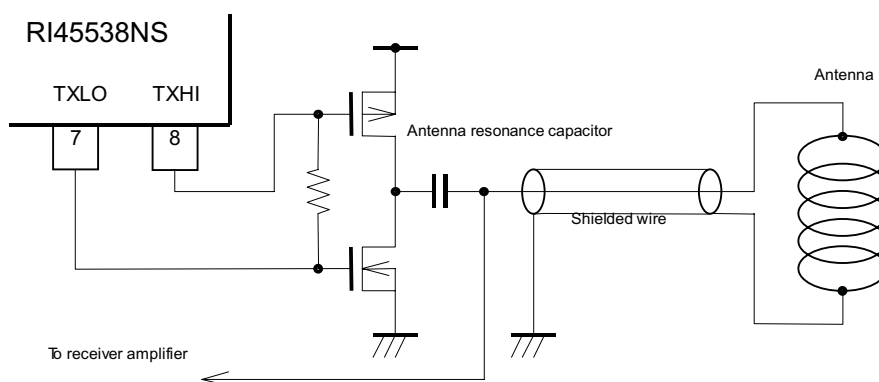 RI45538NS
TXLO TXHI
7 8
Antenna
Antenna resonance capacitor
Shielded wire
To receiver amplifier